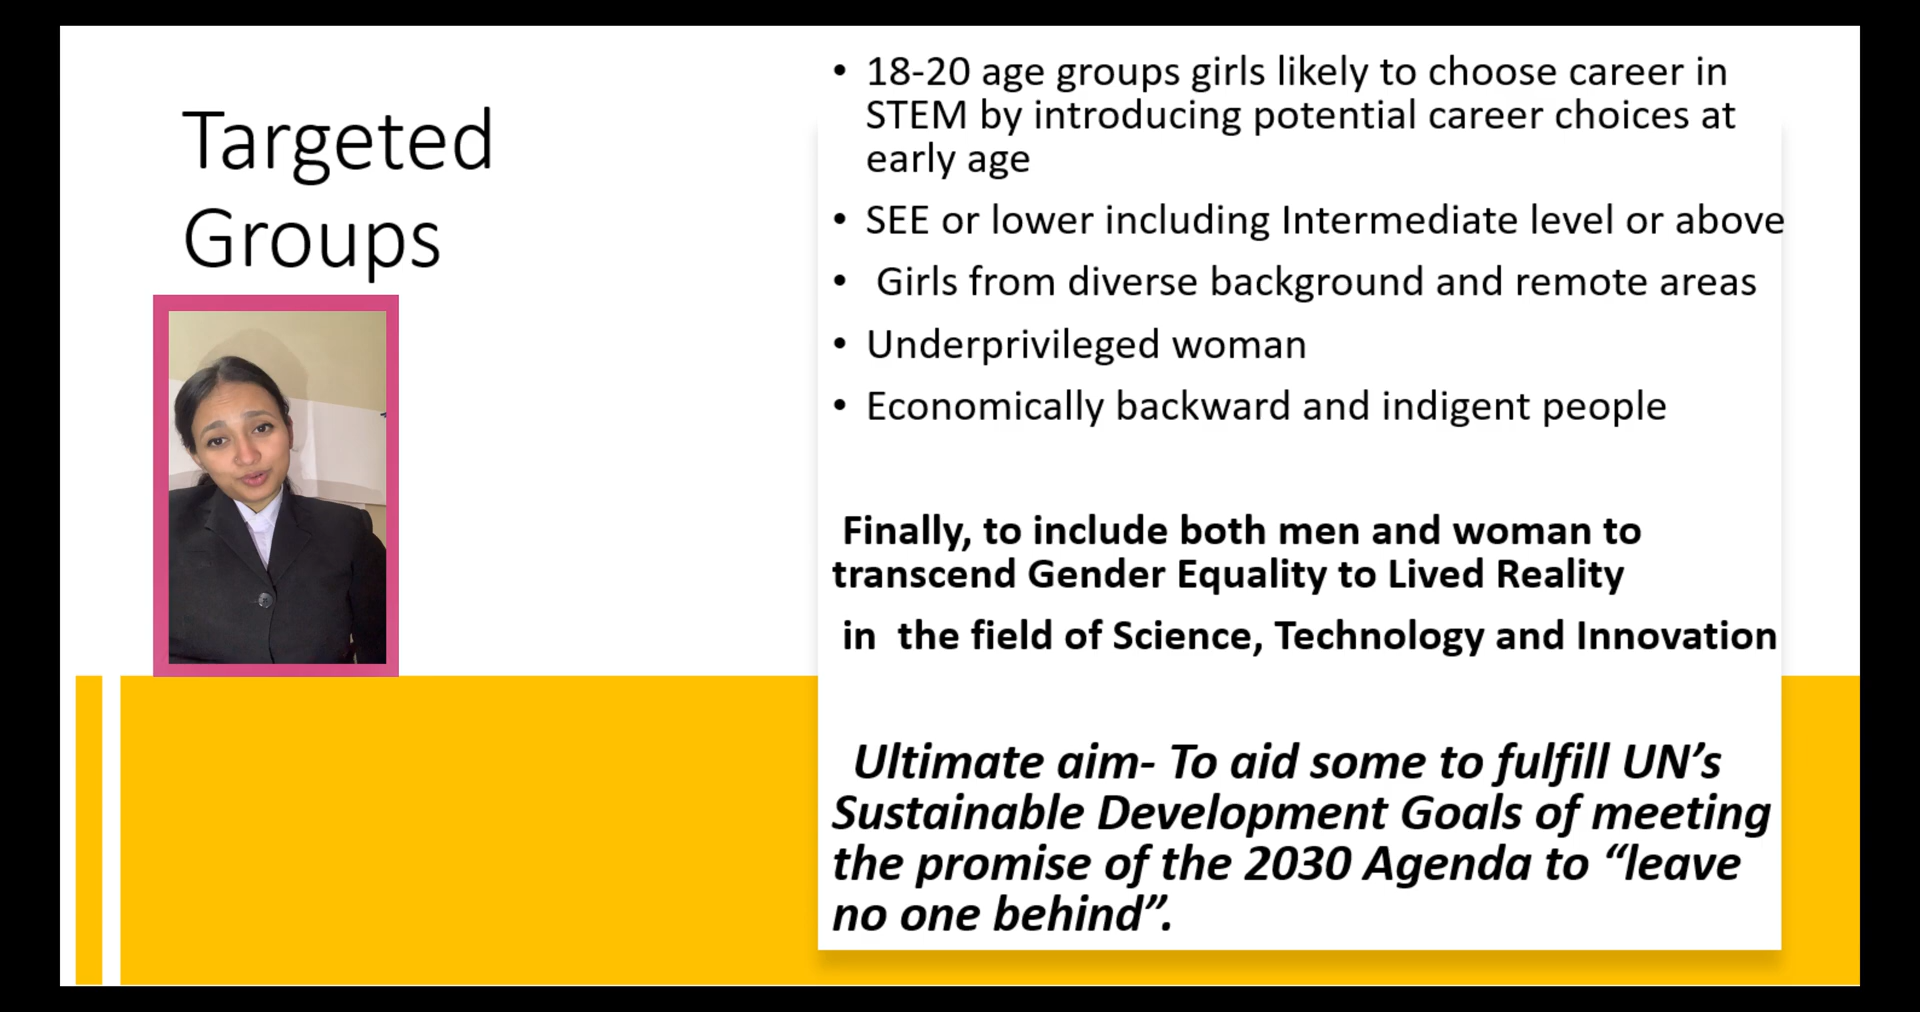 Targeted
Groups
• 18-20 age groups girls likely to choose career in
STEM by introducing potential career choices at
early age
• SEE or lower including Intermediate level or above
• Girls from diverse background and remote areas
• Underprivileged woman
• Economically backward and indigent people
Finally, to include both men and woman to
transcend Gender Equality to Lived Reality
in the field of Science, Technology and Innovation
Ultimate aim- To aid some to fulfill UN’s
Sustainable Development Goals of meeting
the promise of the 2030 Agenda to “leave
no one behind”.